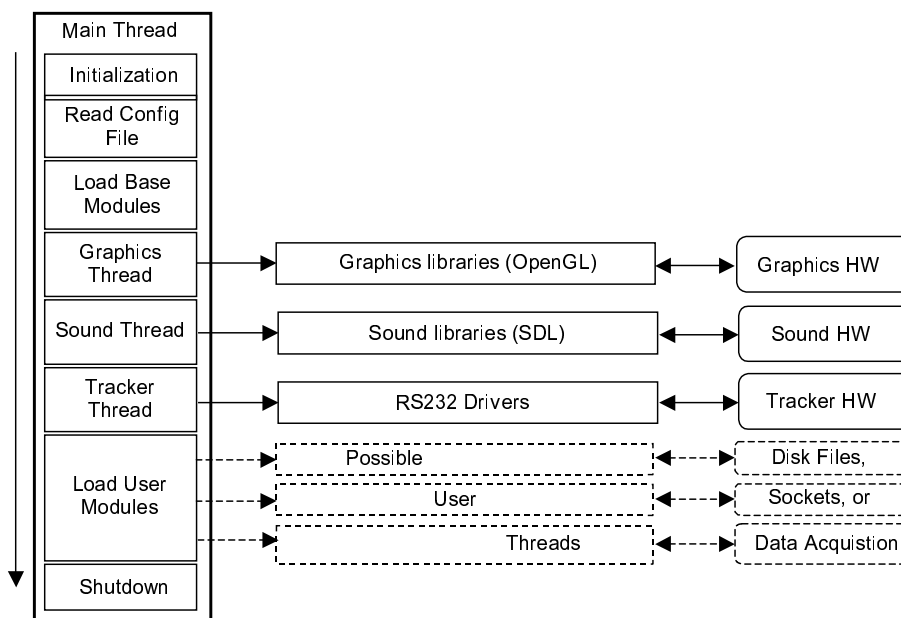 Main Thread
Initialization
Read Config
File
Load Base
Modules
Graphics
Thread
Graphics libraries (OpenGL)
Graphics HW
Sound Thread
Sound libraries (SDL)
Sound HW
Tracker
Thread
RS232 Drivers
Tracker HW
Load User
Modules
Possible
Disk Files,
User
Sockets, or
Threads
Data Acquistion
Shutdown